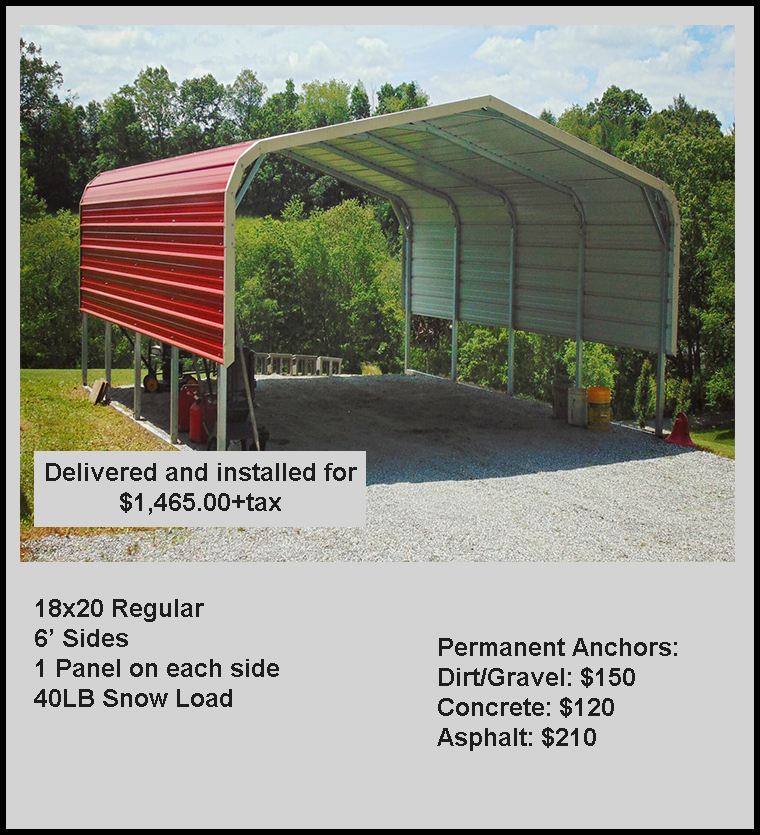 Delivered and installed for
$1,465.00+tax
18x20 Regular
6’ Sides
1 Panel on each side
40LB Snow Load
Permanent Anchors:
Dirt/Gravel: $150
Concrete: $120
Asphalt: $210